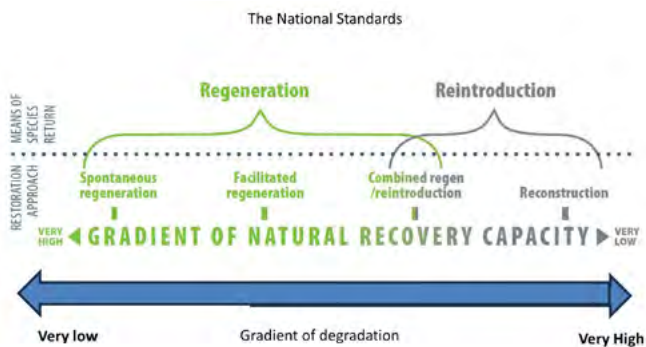 The National Standards
MEANS OF
SPECIES
RETURN
Regeneration
Reintroduction
RESTORATION
APPROACH
Spontaneous
regeneration
Facilitated
regeneration
Combined regen
/reintroduction
Reconstruction
VERY
HIGH
GRADIENT OF NATURAL RECOVERY CAPACITY
VERY
LOW
Very low
Gradient of degradation
Very High